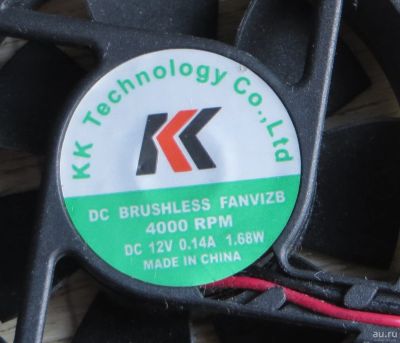 KK Technology Co.,Ltd
KK
DC BRUSHLESS FANVIZB
4000 RPM
DC 12V 0.14A 1.68W
MADE IN CHINA
au.ru